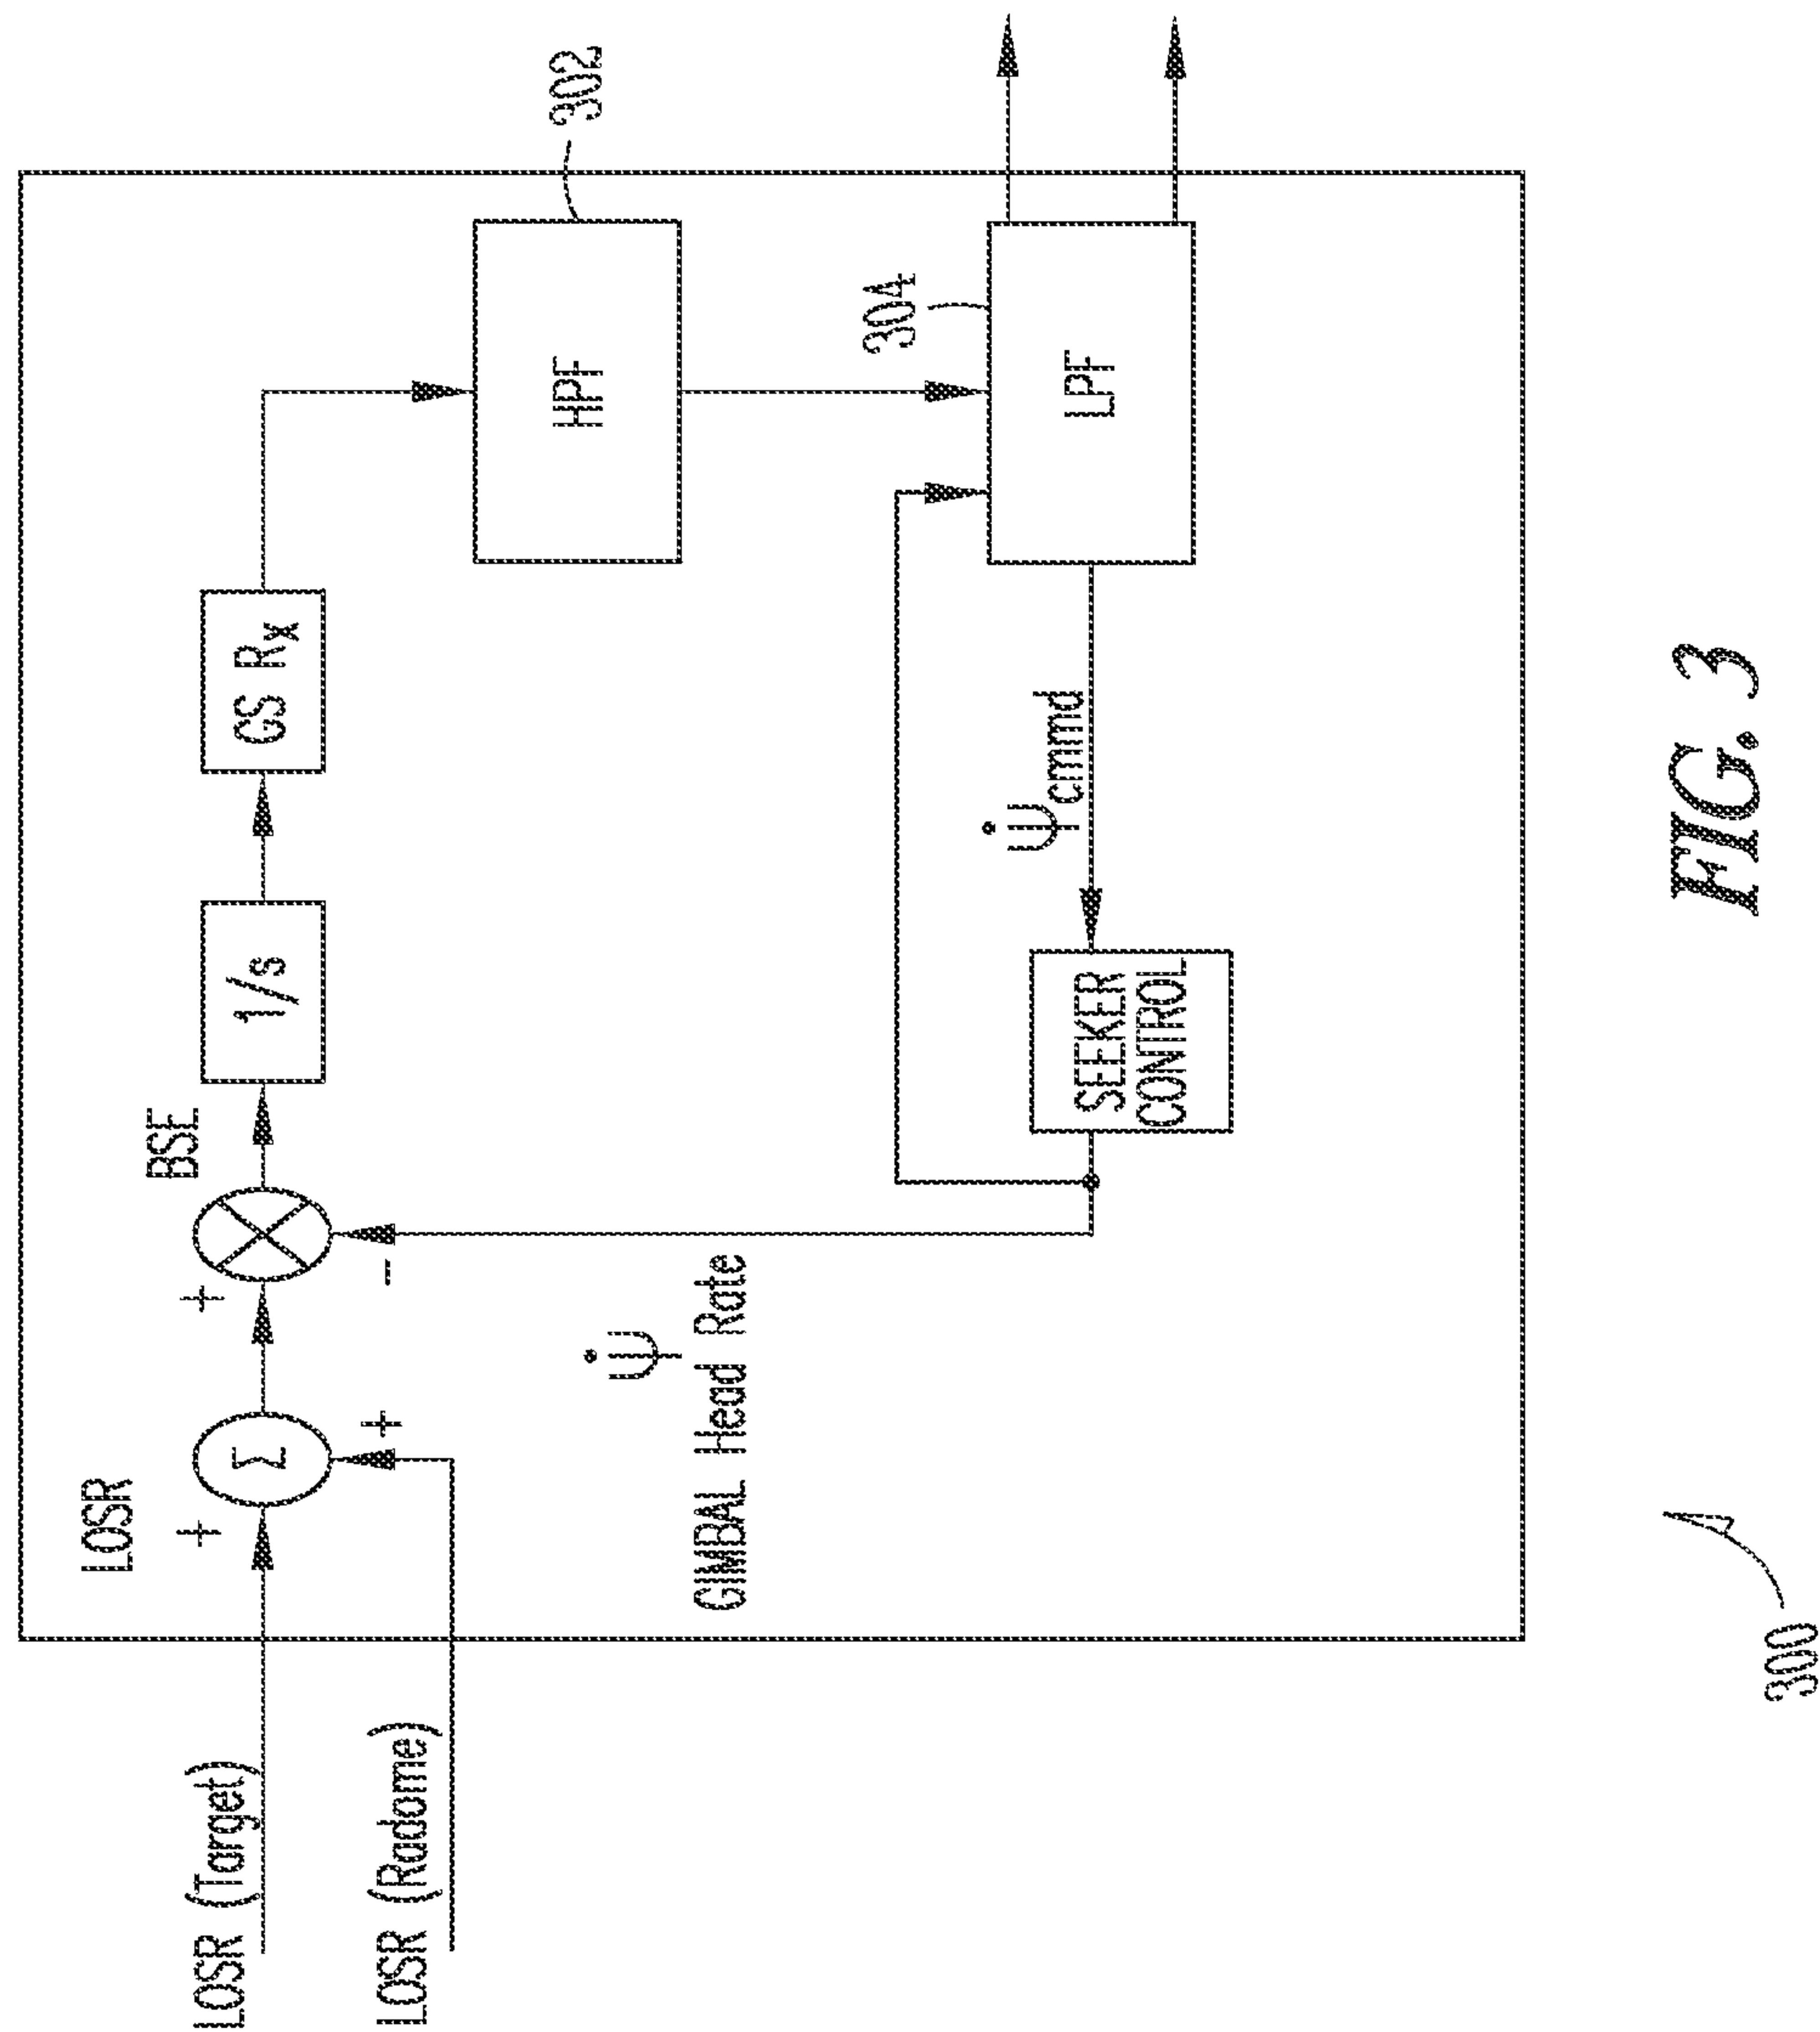 LOSR (Target)
LOSR (Radome)
LOSR
+
Σ
+
+
-
BSE
1/s
GS Rx
HPF
302
304
LPF
ψ̇cmmd
SEEKER
CONTROL
ψ̇
GIMBAL Head Rate
300
FIG. 3